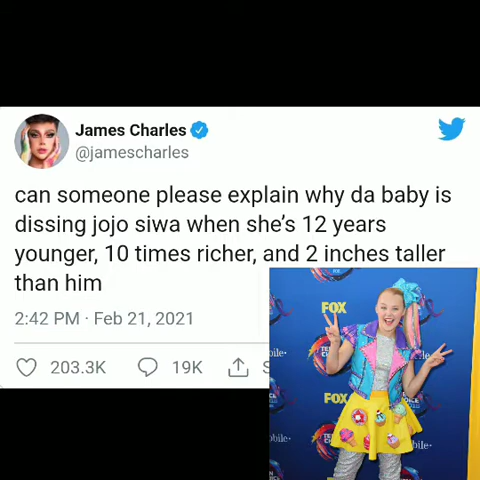 James Charles
@jamescharles
can someone please explain why da baby is
dissing jojo siwa when she's 12 years
younger, 10 times richer, and 2 inches taller
than him
2:42 PM · Feb 21, 2021
203.3K 19K S
FOX
FOX